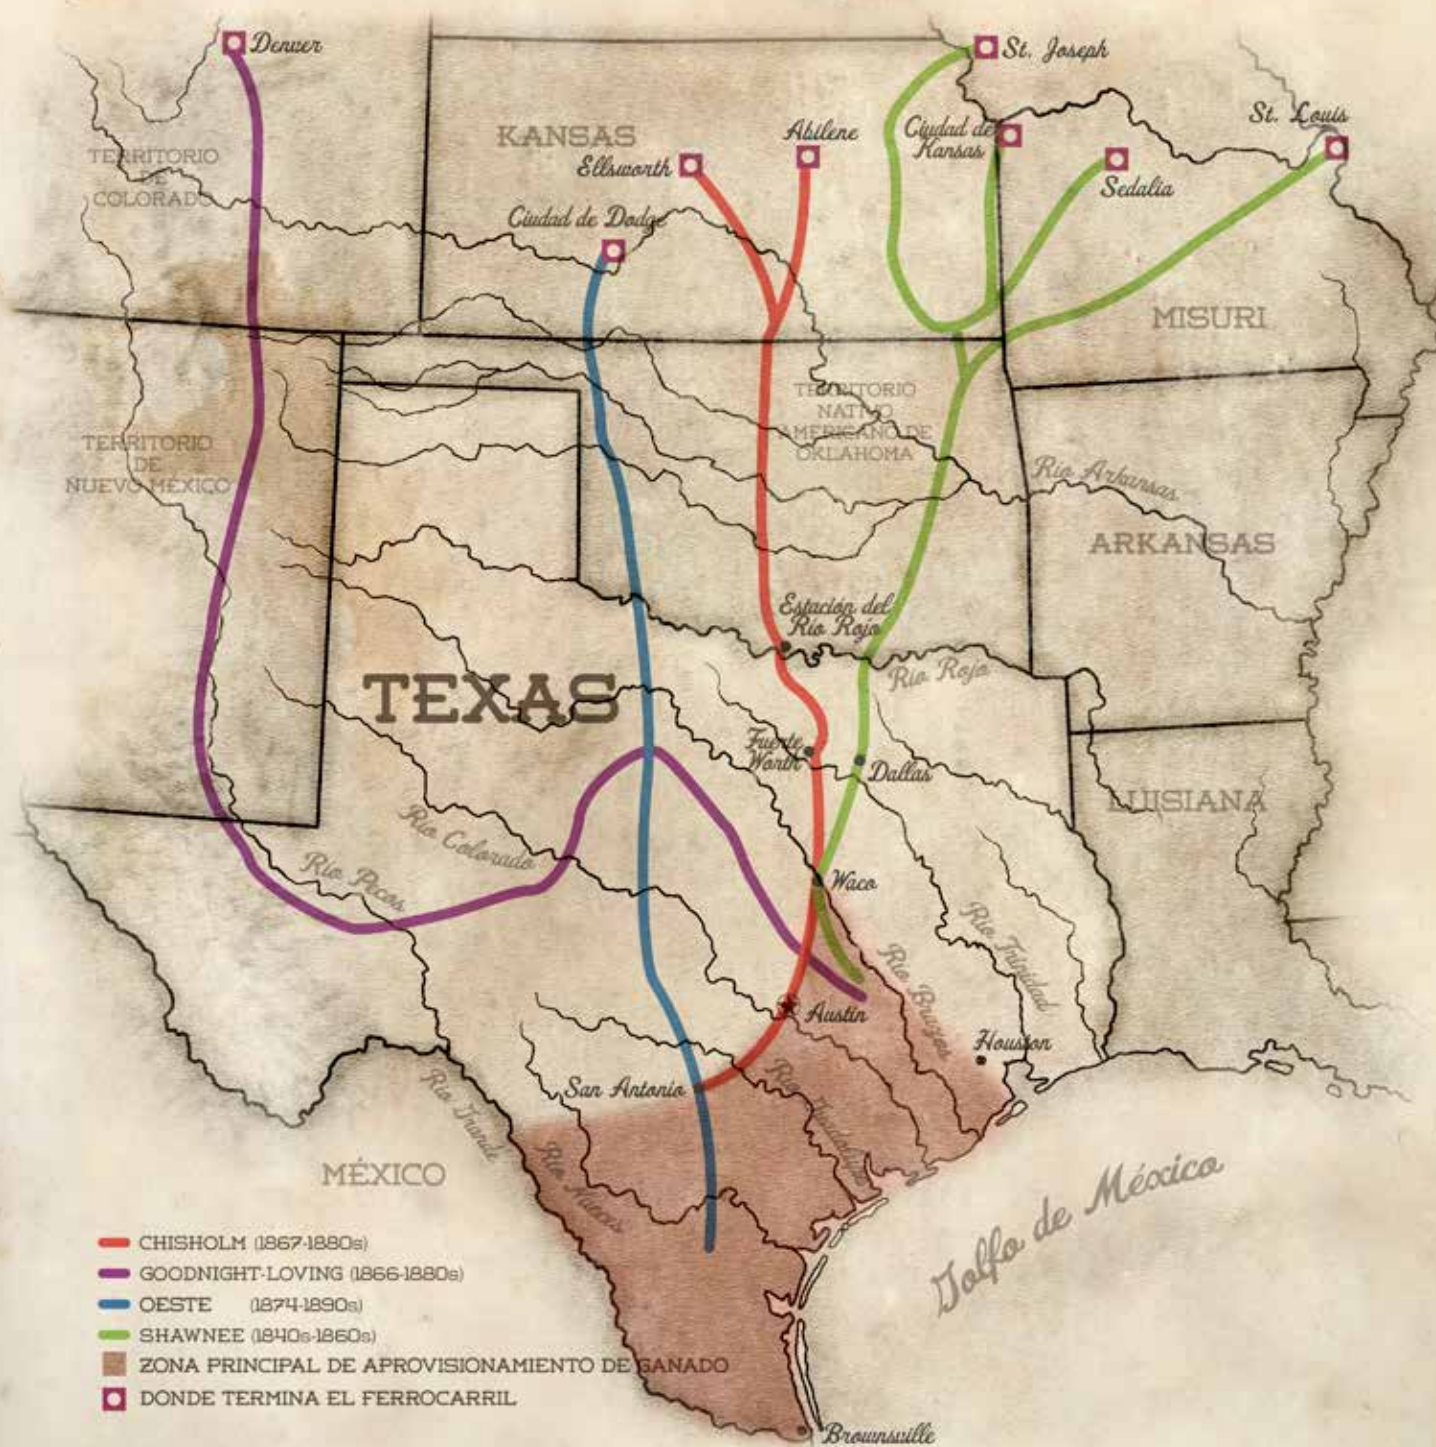 Denver
St. Joseph
KANSAS
Abilene
Ciudad de
Kansas
St. Louis
TERRITORIO
DE
COLORADO
Ellsworth
Sedalia
Ciudad de Dodge
MISURI
TERRITORIO
NATIVO
AMERICANO DE
OKLAHOMA
TERRITORIO
DE
NUEVO MÉXICO
Río Arkansas
ARKANSAS
Estación del
Río Rojo
Río Rojo
TEXAS
Fuerte
Worth
Dallas
LUISIANA
Río Colorado
Río Pecos
Waco
Río Trinidad
Río Brazos
Austin
Houston
San Antonio
Río Guadalupe
Río Grande
Río Nueces
MÉXICO
Golfo de México
CHISHOLM (1867-1880s)
GOODNIGHT-LOVING (1866-1880s)
OESTE (1874-1890s)
SHAWNEE (1840s-1860s)
ZONA PRINCIPAL DE APROVISIONAMIENTO DE GANADO
DONDE TERMINA EL FERROCARRIL
Brownsville